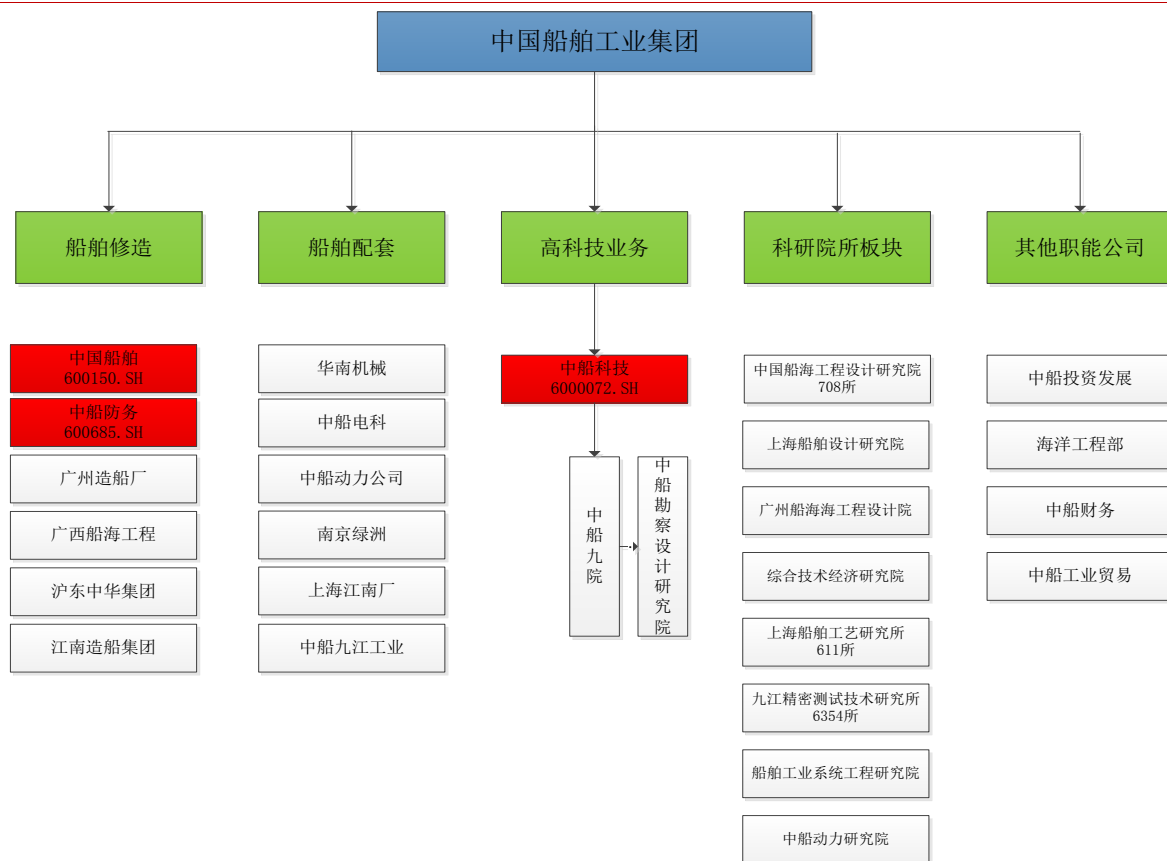 中国船舶工业集团
船舶修造
船舶配套
高科技业务
科研院所板块
其他职能公司
中国船舶
600150.SH
中船防务
600685.SH
广州造船厂
广西船海工程
沪东中华集团
江南造船集团
华南机械
中船电科
中船动力公司
南京绿洲
上海江南厂
中船九江工业
中船科技
6000072.SH
中船九院
中船勘察设计研究院
中国船海工程设计研究院
708所
上海船舶设计研究院
广州船海海工程设计院
综合技术经济研究院
上海船舶工艺研究所
611所
九江精密测试技术研究所
6354所
船舶工业系统工程研究院
中船动力研究院
中船投资发展
海洋工程部
中船财务
中船工业贸易